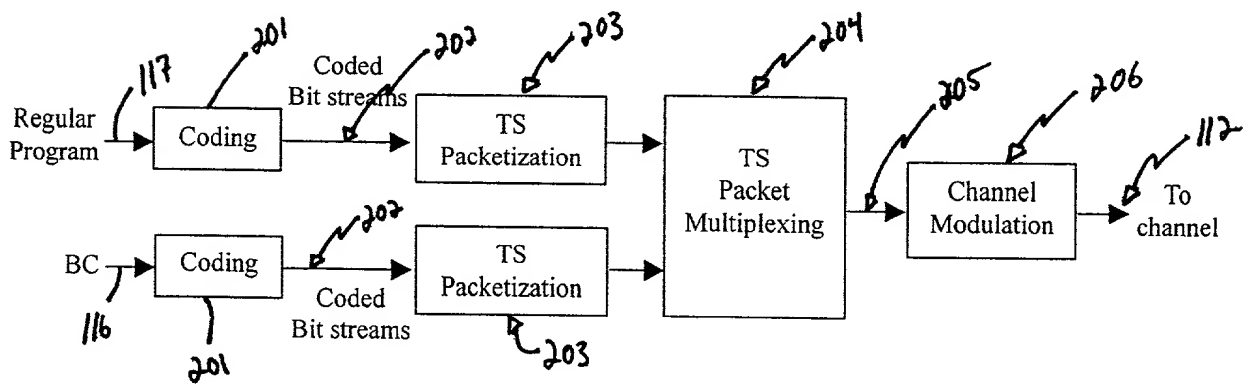 201
202
203
204
117
Coded
Bit streams
205
206
112
Regular
Program
Coding
TS
Packetization
TS
Packet
Multiplexing
Channel
Modulation
To
channel
202
BC
Coding
TS
Packetization
Coded
Bit streams
116
201
203